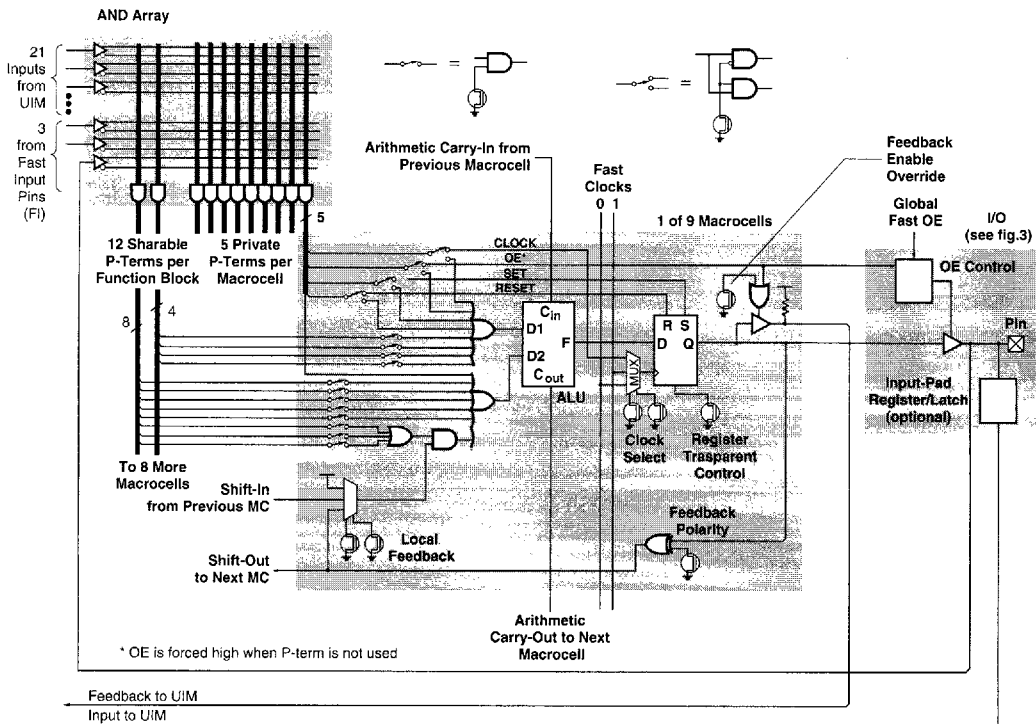 AND Array
21
Inputs
from
UIM
3
from
Fast
Input
Pins
(FI)
=
=
Arithmetic Carry-In from
Previous Macrocell
Fast
Clocks
0 1
Feedback
Enable
Override
Global
Fast OE
I/O
(see fig.3)
1 of 9 Macrocells
5
12 Sharable
P-Terms per
Function Block
5 Private
P-Terms per
Macrocell
CLOCK
OE*
SET
RESET
OE Control
8
4
Cin
D1
D2
F
Cout
ALU
R S
D Q
MUX
Pin
Input-Pad
Register/Latch
(optional)
Clock
Select
Register
Trasparent
Control
To 8 More
Macrocells
Shift-In
from Previous MC
Local
Feedback
Feedback
Polarity
Shift-Out
to Next MC
Arithmetic
Carry-Out to Next
Macrocell
* OE is forced high when P-term is not used
Feedback to UIM
Input to UIM